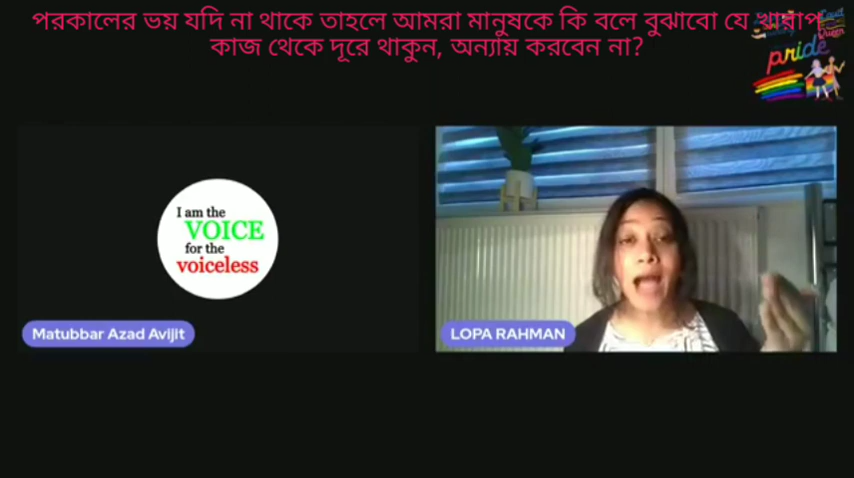 পরকালের ভয় যদি না থাকে তাহলে আমরা মানুষকে কি বলে বুঝাবো যে খারাপ
কাজ থেকে দূরে থাকুন, অন্যায় করবেন না?
pride
I am the
VOICE
for the
voiceless
Matubbar Azad Avijit
LOPA RAHMAN